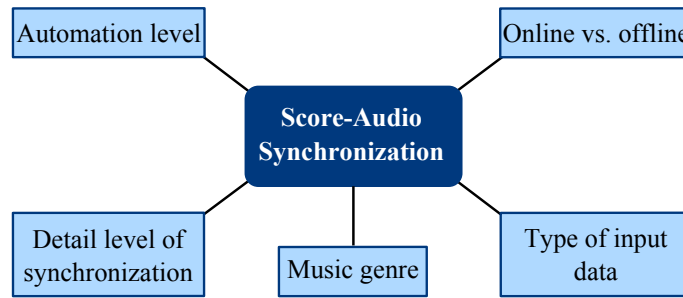 Automation level
Online vs. offline
Score-Audio
Synchronization
Detail level of
synchronization
Music genre
Type of input
data